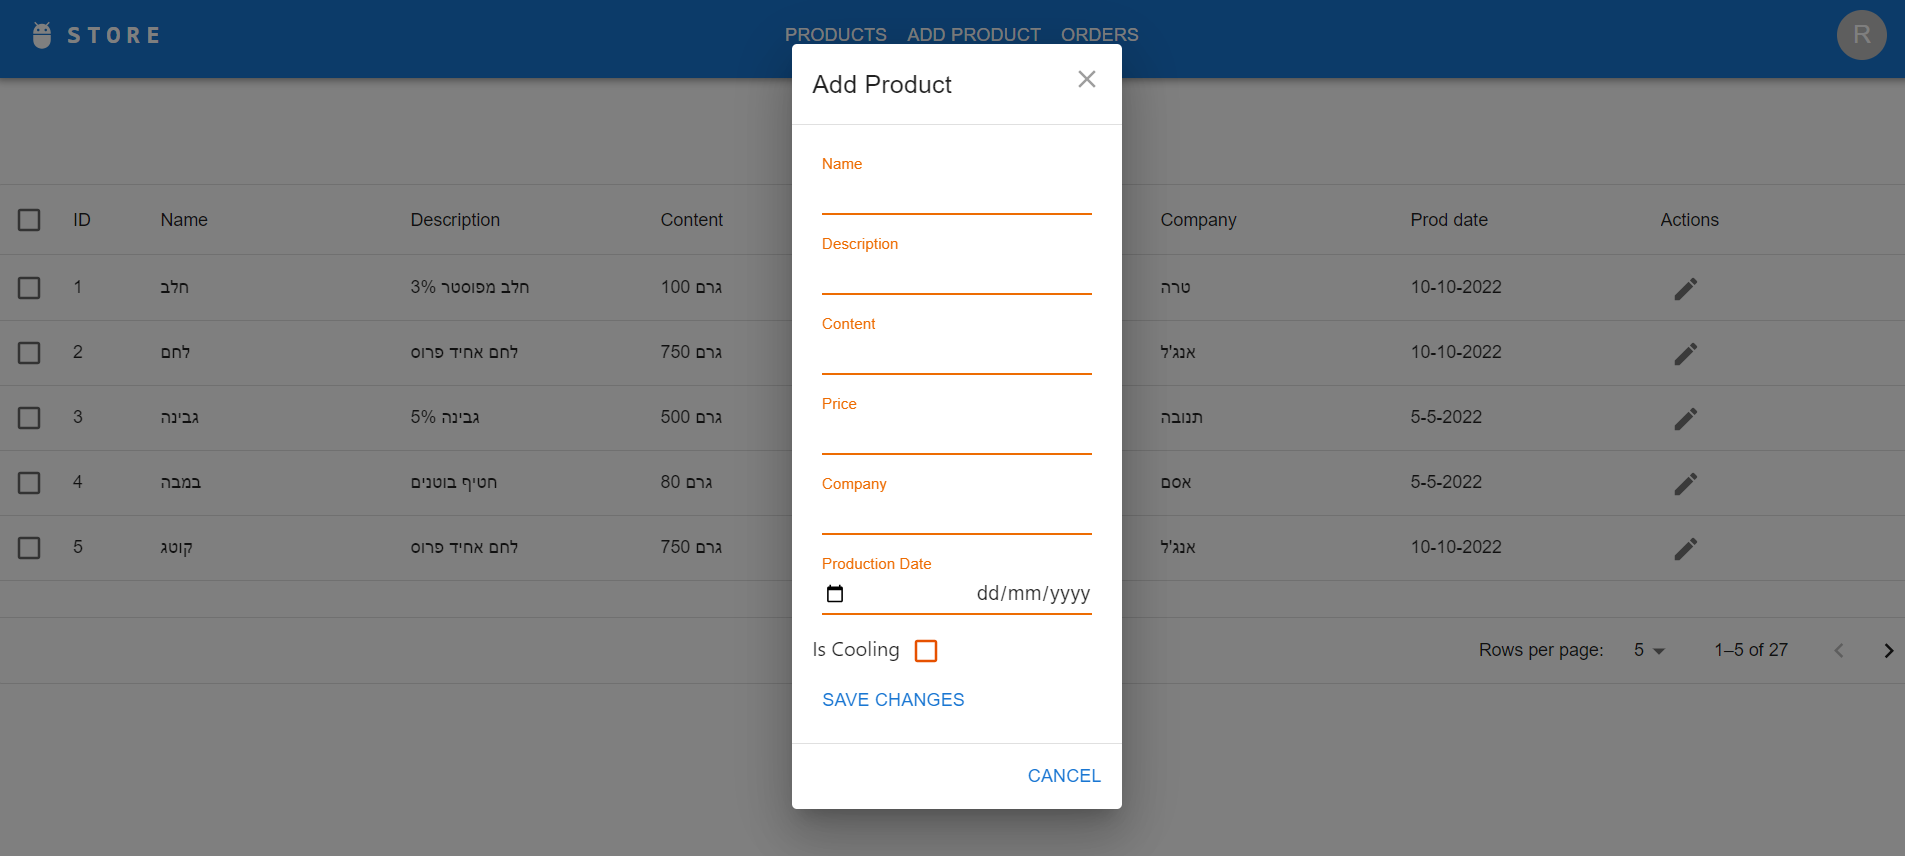 STORE
PRODUCTS ADD PRODUCT ORDERS
R
Add Product
Name
Description
Content
Price
Company
Production Date
dd/mm/yyyy
Is Cooling
SAVE CHANGES
CANCEL
ID Name Description Content Company Prod date Actions
1 חלב חלב מפוסטר 3% 100 גרם טרה 10-10-2022
2 לחם לחם אחיד פרוס 750 גרם אנג'ל 10-10-2022
3 גבינה גבינה 5% 500 גרם תנובה 5-5-2022
4 במבה חטיף בוטנים 80 גרם אסם 5-5-2022
5 קוטג לחם אחיד פרוס 750 גרם אנג'ל 10-10-2022
Rows per page: 5 1–5 of 27